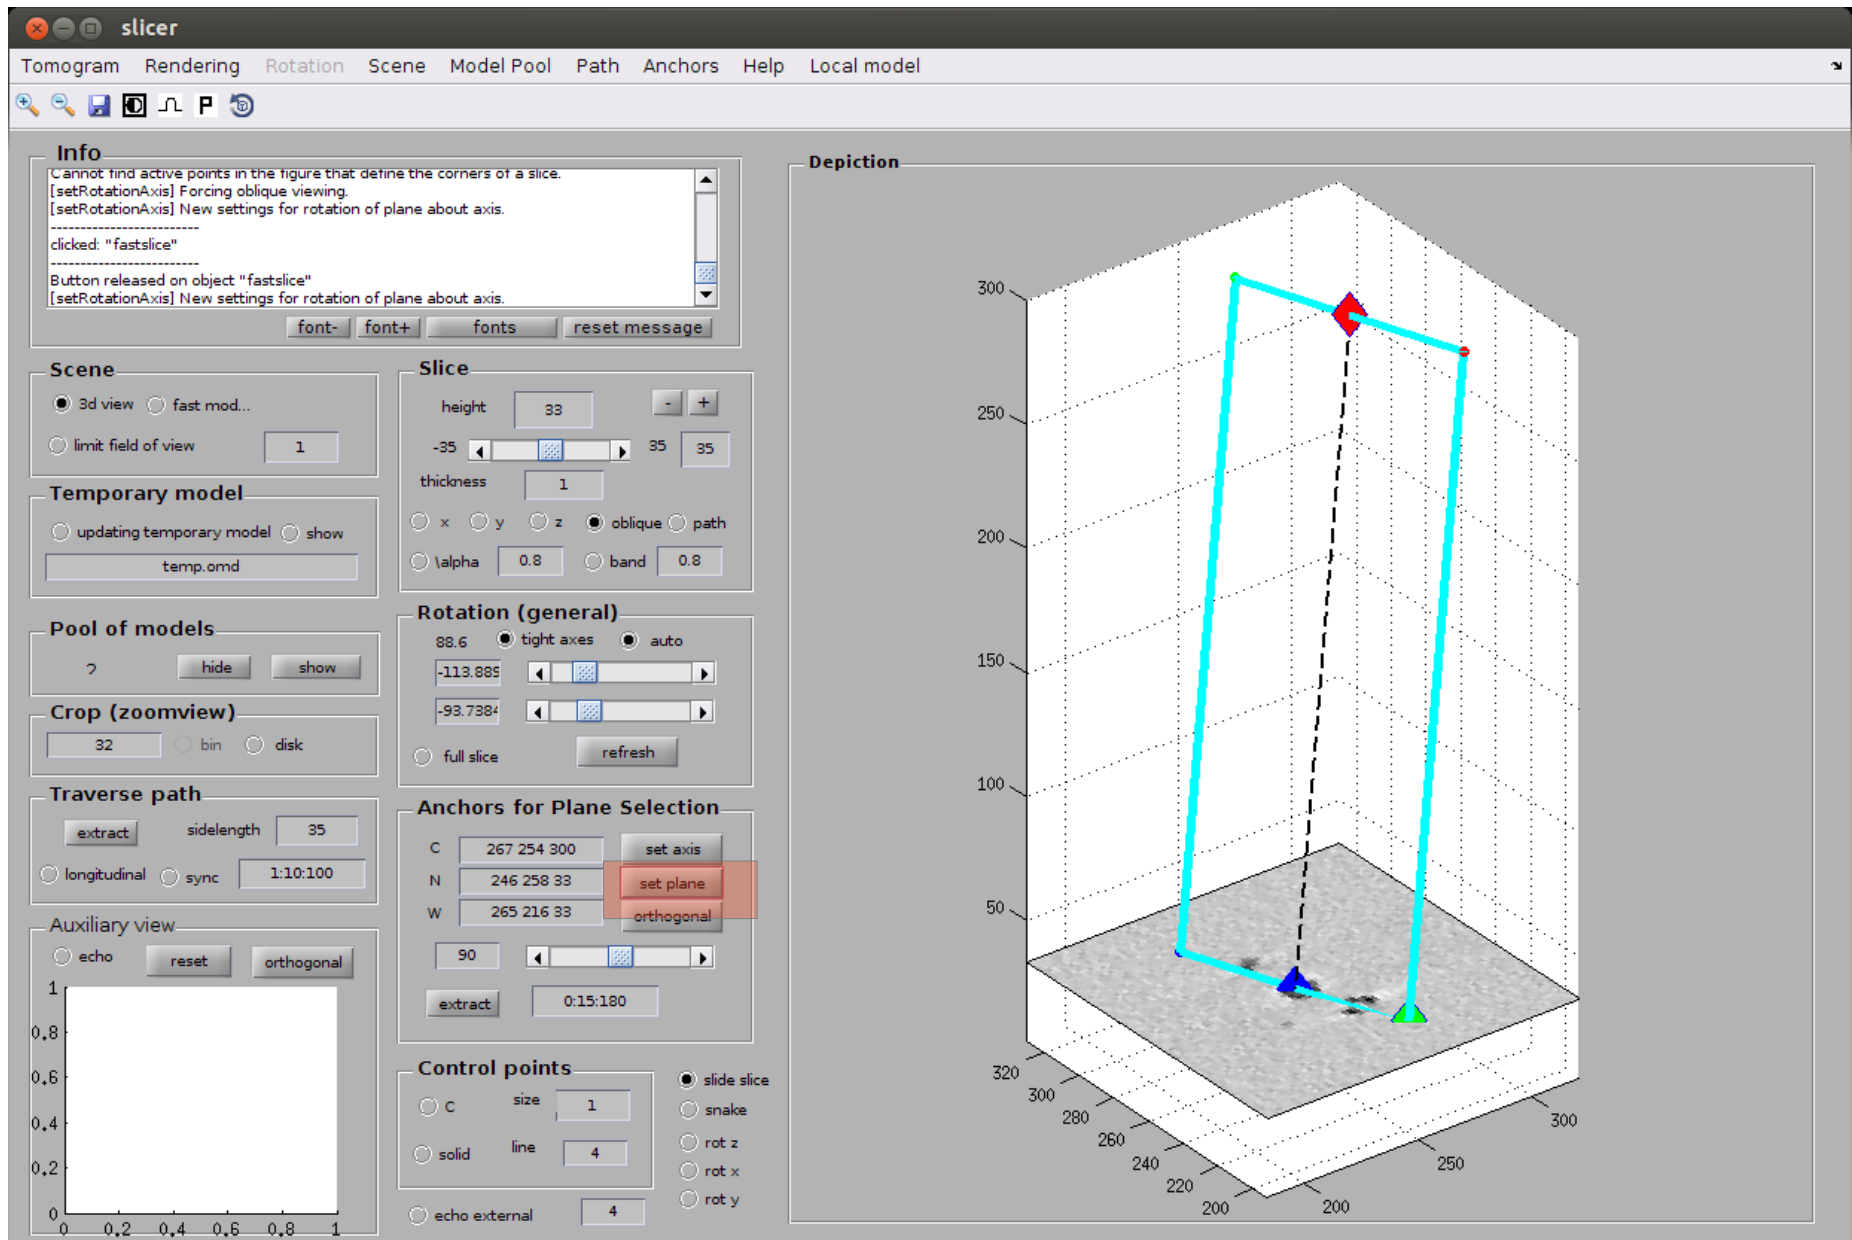 slicer
Tomogram Rendering Rotation Scene Model Pool Path Anchors Help Local model
P
Info
Cannot find active points in the figure that define the corners of a slice.
[setRotationAxis] Forcing oblique viewing.
[setRotationAxis] New settings for rotation of plane about axis.
-------------------------
clicked: "fastslice"
-------------------------
Button released on object "fastslice"
[setRotationAxis] New settings for rotation of plane about axis.
font- font+ fonts reset message
Scene
3d view fast mod...
limit field of view 1
Temporary model
updating temporary model show
temp.omd
Pool of models
? hide show
Crop (zoomview)
32 bin disk
Traverse path
extract sidelength 35
longitudinal sync 1:10:100
Auxiliary view
echo reset orthogonal
1
0.8
0.6
0.4
0.2
0
0 0.2 0.4 0.6 0.8 1
Slice
height 33 - +
-35 35 35
thickness 1
x y z oblique path
\alpha 0.8 band 0.8
Rotation (general)
88.6 tight axes auto
-113.889
-93.7384
full slice refresh
Anchors for Plane Selection
C 267 254 300 set axis
N 246 258 33 set plane
W 265 216 33 orthogonal
90
extract 0:15:180
Control points
C size 1
solid line 4
echo external 4
slide slice
snake
rot z
rot x
rot y
Depiction
300
250
200
150
100
50
320
300
280
260
240
220
200
200
250
300